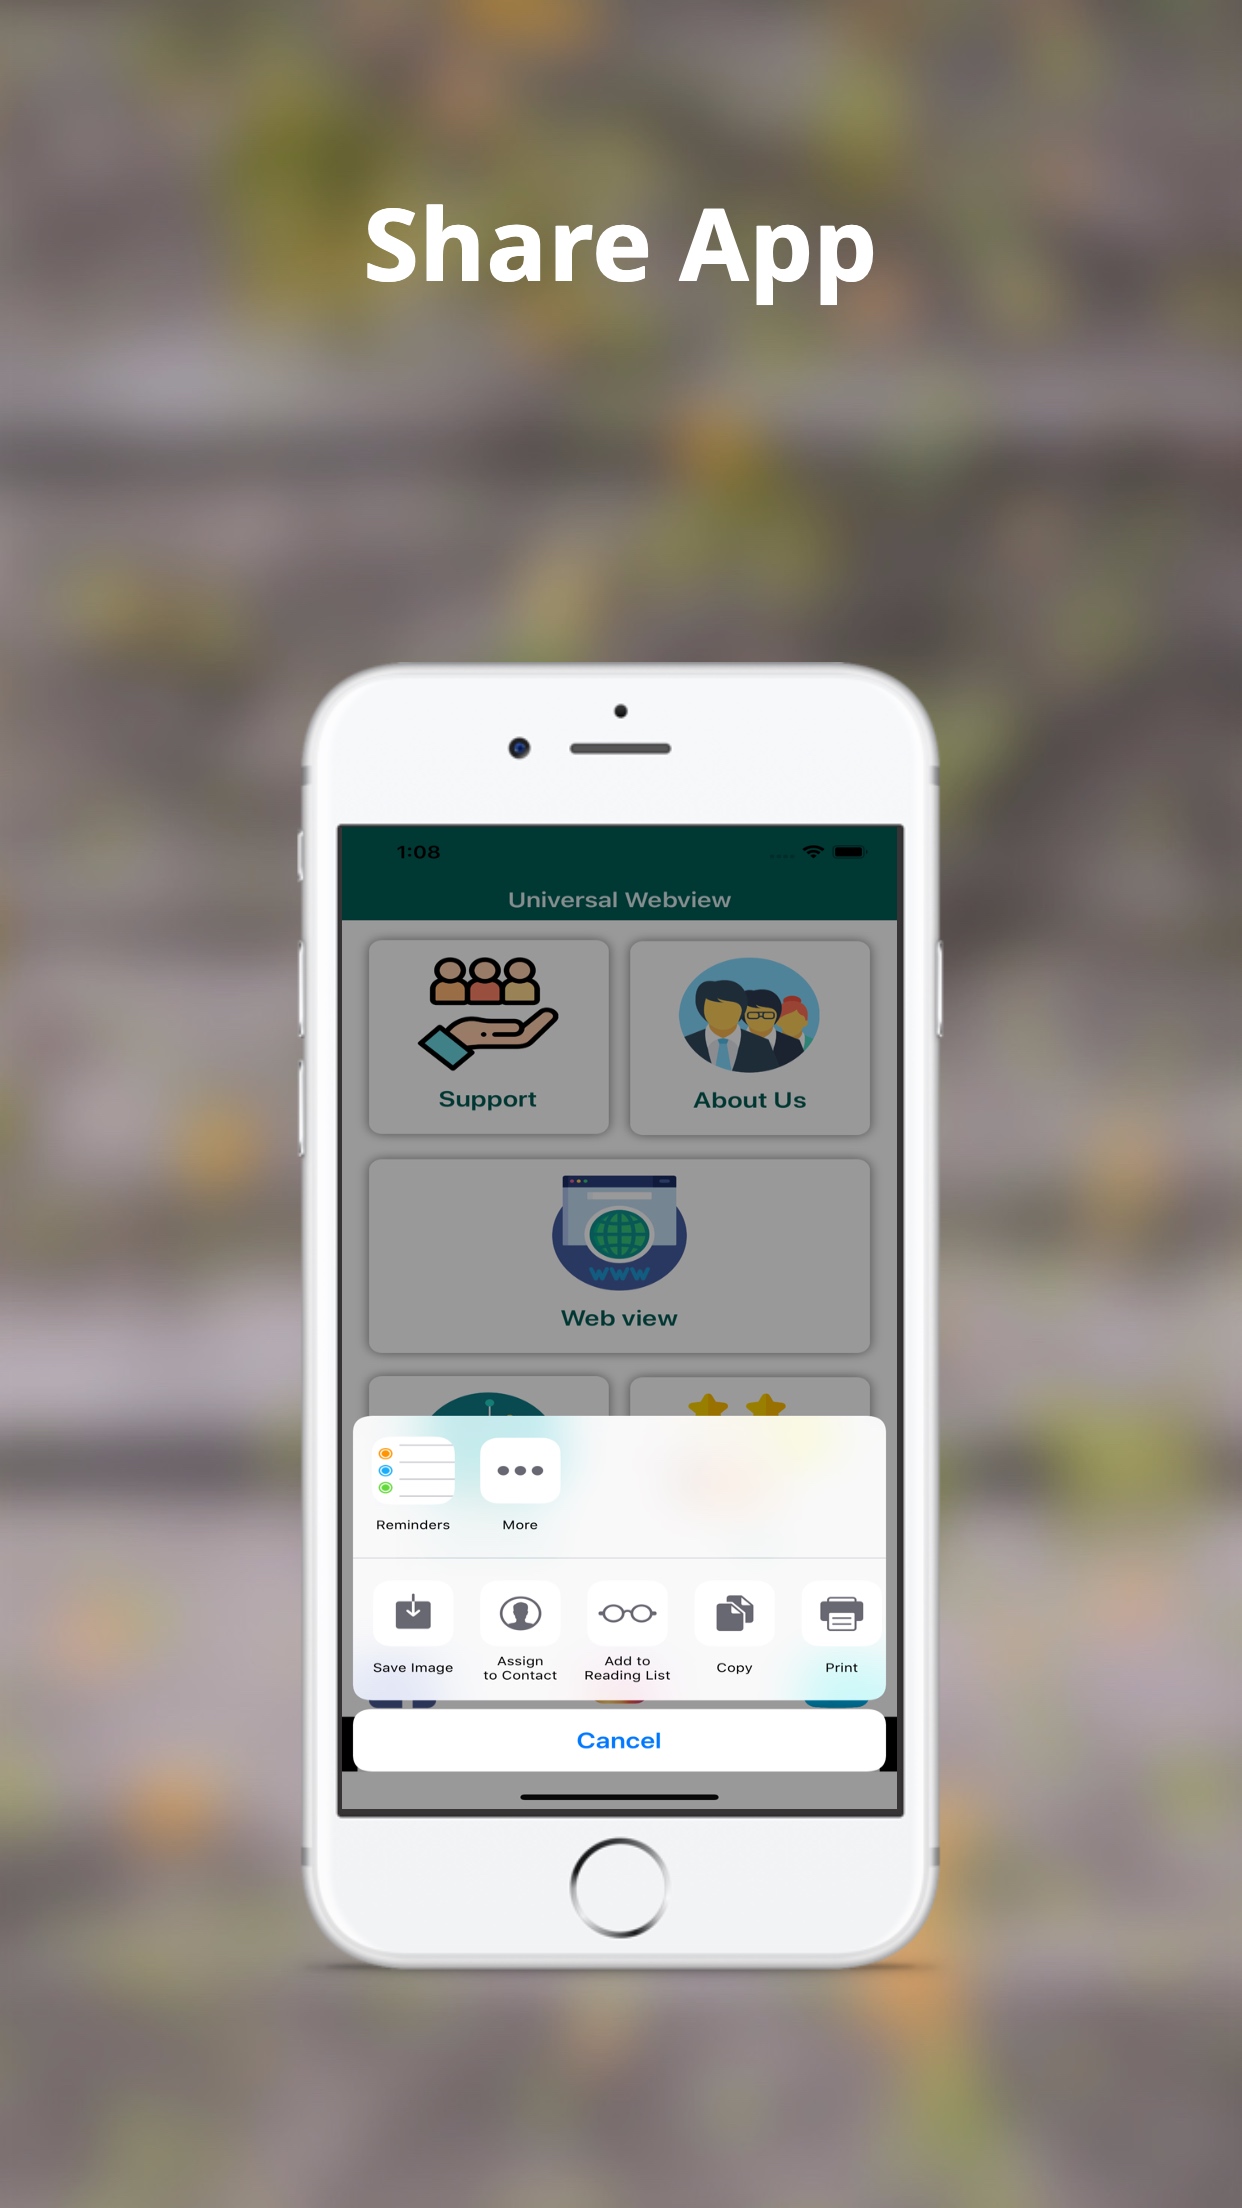 Share App
1:08
Universal Webview
Support
About Us
www
Web view
Reminders
More
Save Image
Assign
to Contact
Add to
Reading List
Copy
Print
Cancel